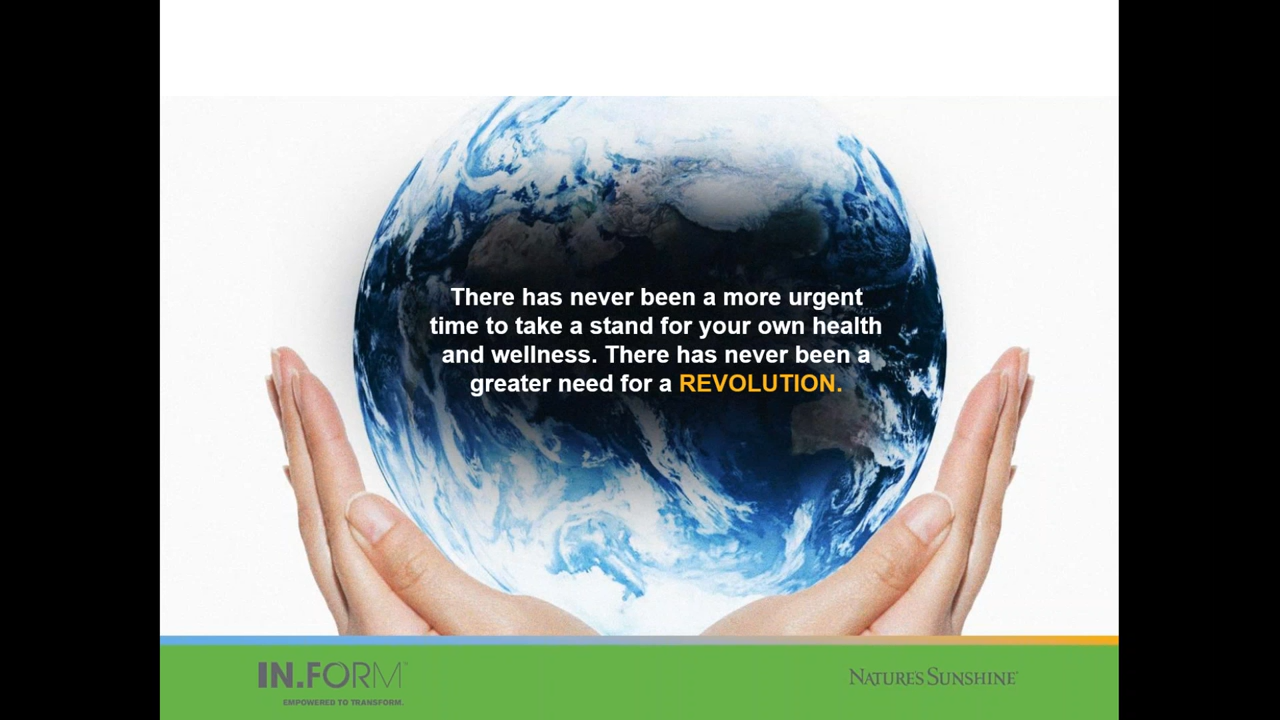 There has never been a more urgent
time to take a stand for your own health
and wellness. There has never been a
greater need for a REVOLUTION.
IN.FORM™
EMPOWERED TO TRANSFORM.
NATURE'S SUNSHINE®